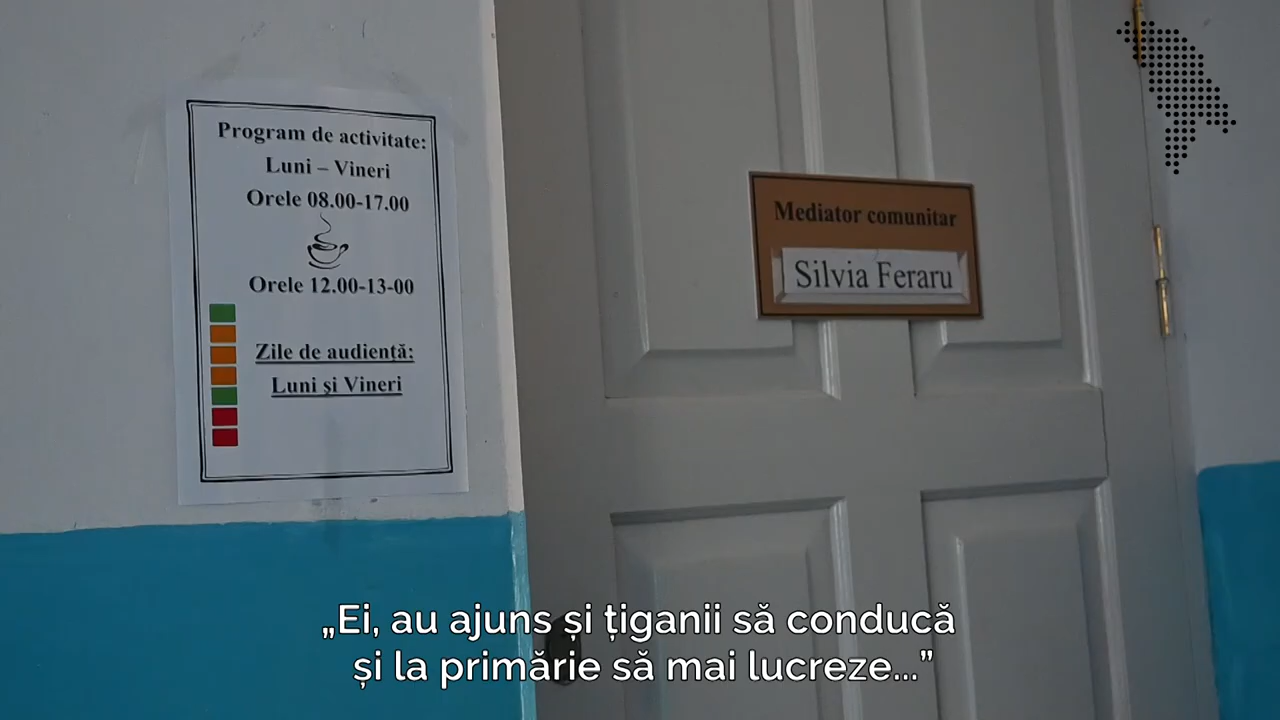 Program de activitate:
Luni – Vineri
Orele 08.00-17.00
Orele 12.00-13-00
Zile de audiență:
Luni și Vineri
Mediator comunitar
Silvia Feraru
„Ei, au ajuns și țiganii să conducă
și la primărie să mai lucreze...”